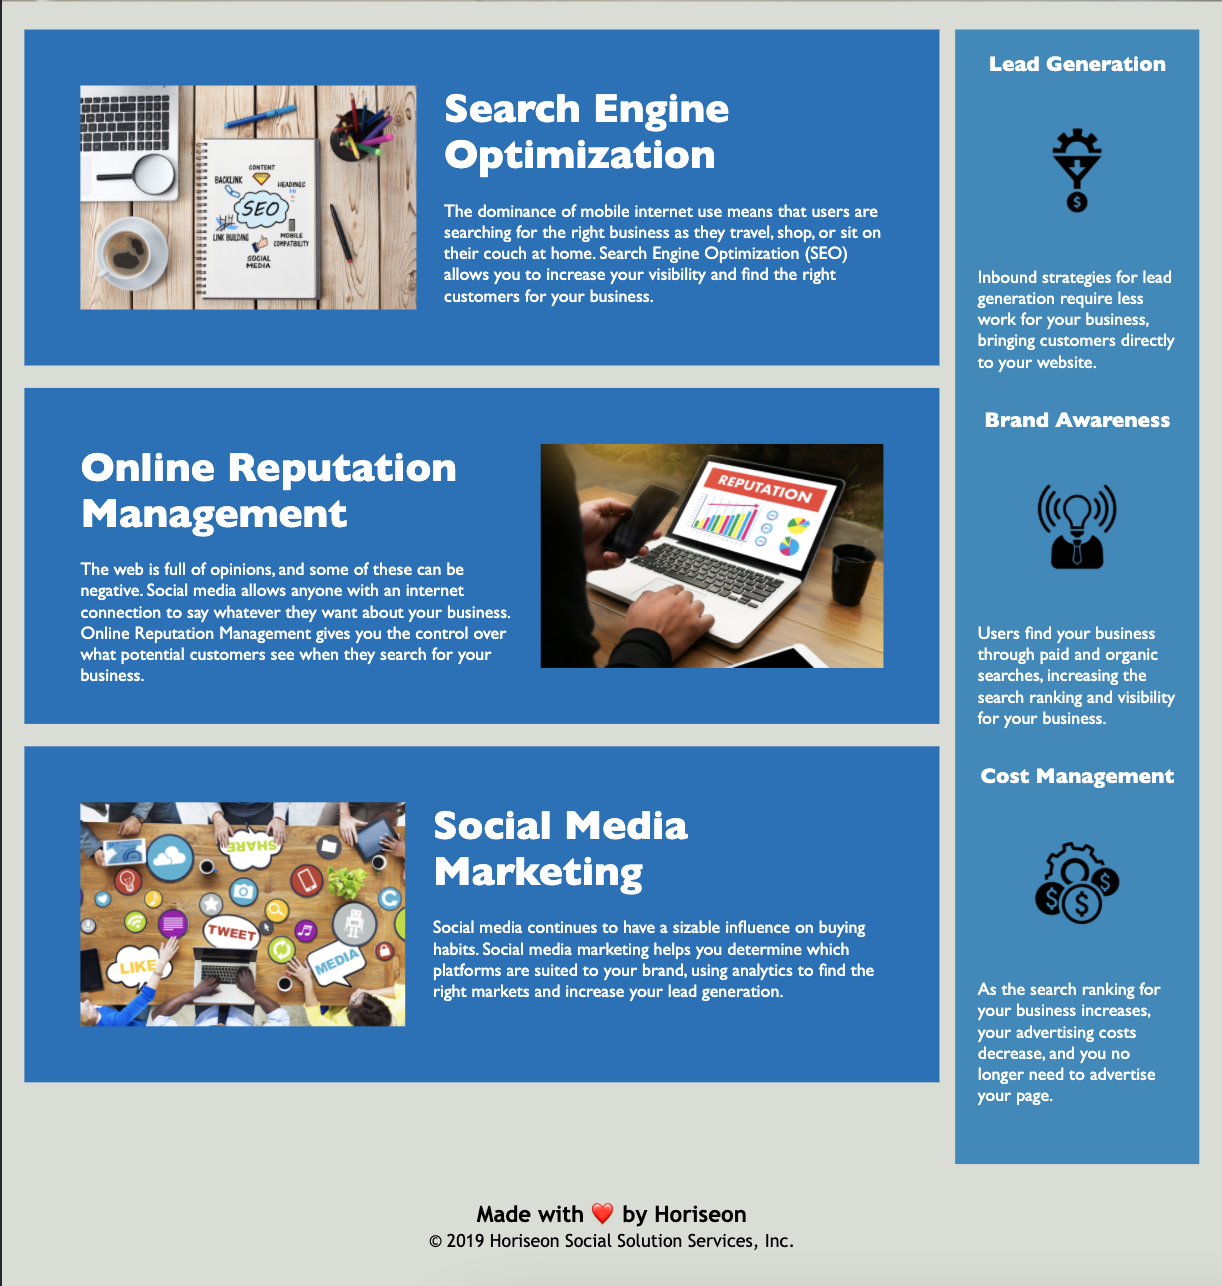 Search Engine
Optimization
The dominance of mobile internet use means that users are
searching for the right business as they travel, shop, or sit on
their couch at home. Search Engine Optimization (SEO)
allows you to increase your visibility and find the right
customers for your business.
CONTENT
BACKLINK
HEADINGS
SEO
LINK BUILDING
MOBILE
COMPATIBILITY
SOCIAL
MEDIA
Online Reputation
Management
The web is full of opinions, and some of these can be
negative. Social media allows anyone with an internet
connection to say whatever they want about your business.
Online Reputation Management gives you the control over
what potential customers see when they search for your
business.
REPUTATION
Social Media
Marketing
Social media continues to have a sizable influence on buying
habits. Social media marketing helps you determine which
platforms are suited to your brand, using analytics to find the
right markets and increase your lead generation.
SHARE
TWEET
LIKE
MEDIA
Lead Generation
$
Inbound strategies for lead
generation require less
work for your business,
bringing customers directly
to your website.
Brand Awareness
Users find your business
through paid and organic
searches, increasing the
search ranking and visibility
for your business.
Cost Management
$ $ $
As the search ranking for
your business increases,
your advertising costs
decrease, and you no
longer need to advertise
your page.
Made with ❤️ by Horiseon
© 2019 Horiseon Social Solution Services, Inc.